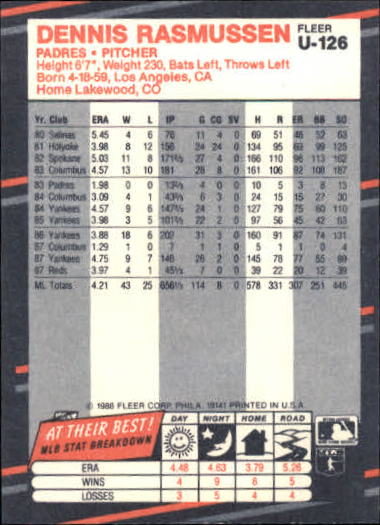 DENNIS RASMUSSEN
FLEER
U-126
PADRES • PITCHER
Height 6'7", Weight 230, Bats Left, Throws Left
Born 4-18-59, Los Angeles, CA
Home Lakewood, CO
Yr. Club ERA W L IP G CG SV H R ER BB SO
80 Salinas 5.45 4 6 76 11 4 0 69 51 46 52 63
81 Holyoke 3.98 8 12 156 24 24 0 134 95 69 99 125
82 Spokane 5.03 11 8 171⅔ 27 4 0 166 110 96 113 162
83 Columbus 4.57 13 10 181 28 8 0 161 106 92 108 187
83 Padres 1.98 0 0 13⅔ 4 0 0 10 5 3 8 13
84 Columbus 3.09 4 1 43⅔ 6 3 0 24 15 15 27 30
84 Yankees 4.57 9 6 147⅔ 24 1 0 127 79 75 60 110
85 Yankees 3.98 3 5 101⅔ 22 2 0 97 56 45 42 63
86 Yankees 3.88 18 6 202 31 3 0 160 91 87 74 131
87 Columbus 1.29 1 0 7 1 1 0 5 1 1 0 4
87 Yankees 4.75 9 7 146 26 2 0 145 78 77 55 89
87 Reds 3.97 4 1 45⅓ 7 0 0 39 22 20 12 39
ML Totals 4.21 43 25 656⅓ 114 8 0 578 331 307 251 445
© 1988 FLEER CORP. PHILA. 19141 PRINTED IN U.S.A.
AT THEIR BEST!
MLB STAT BREAKDOWN
DAY NIGHT HOME ROAD
ERA 4.48 4.63 3.79 5.26
WINS 4 9 8 5
LOSSES 3 5 4 4